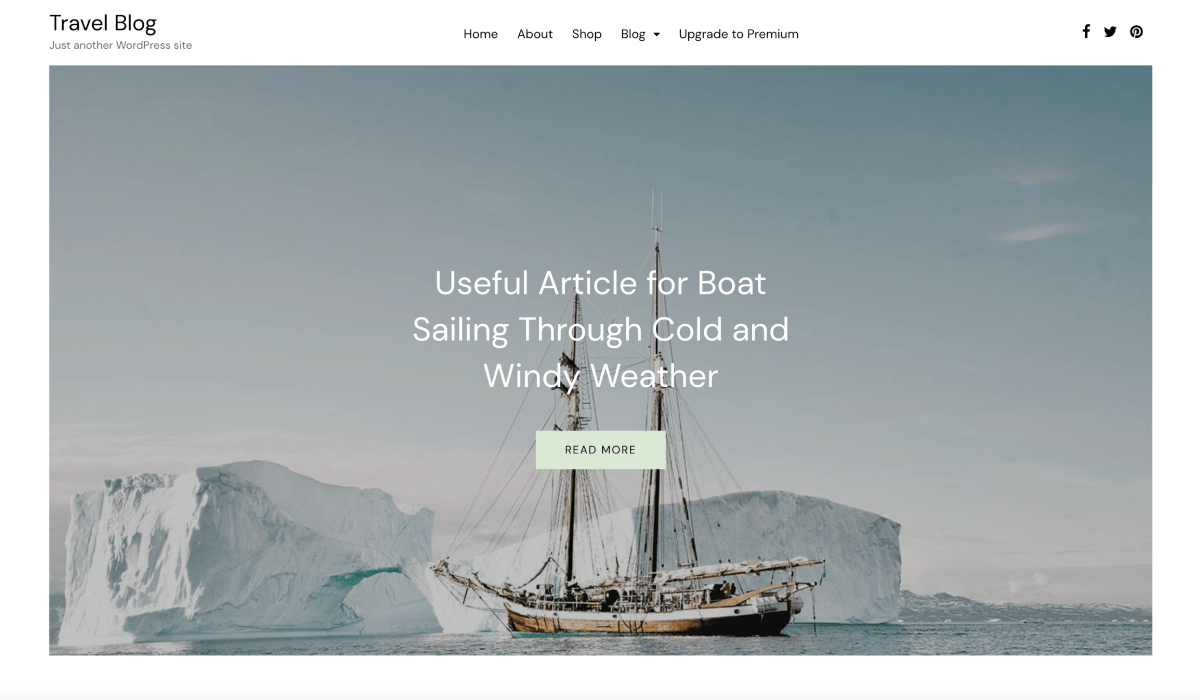 Travel Blog
Just another WordPress site
Home About Shop Blog Upgrade to Premium
Useful Article for Boat
Sailing Through Cold and
Windy Weather
READ MORE